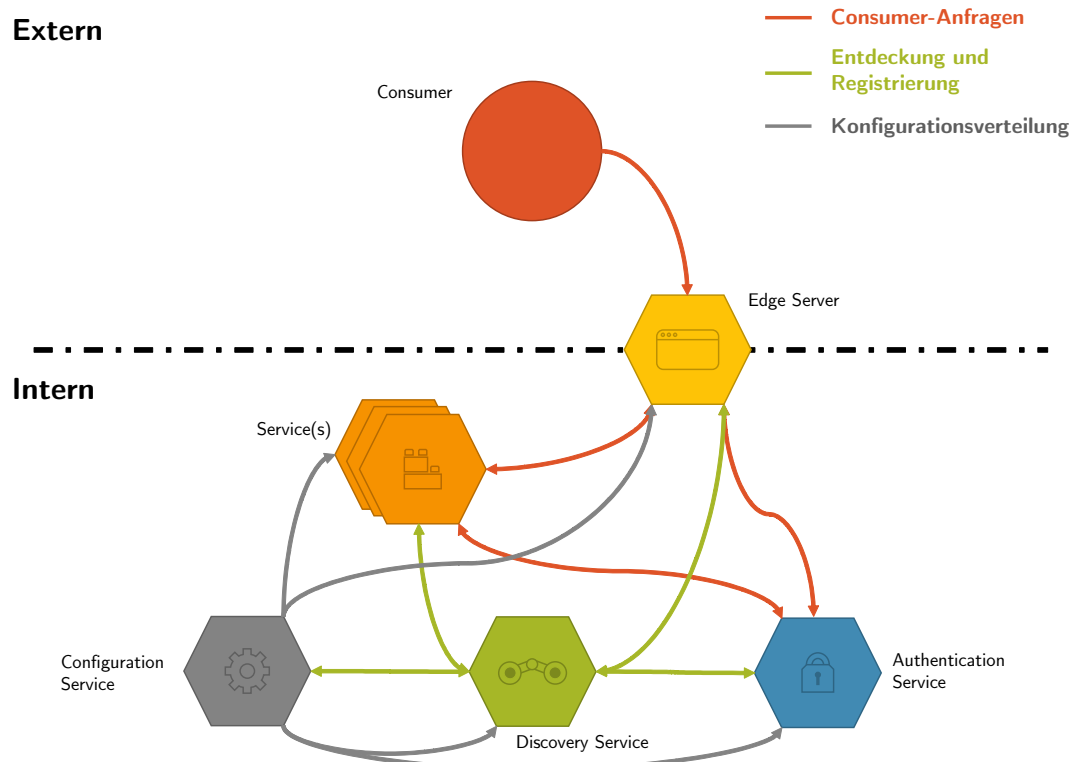 Extern
Consumer-Anfragen
Entdeckung und
Registrierung
Konfigurationsverteilung
Consumer
Edge Server
Intern
Service(s)
Configuration
Service
Authentication
Service
Discovery Service